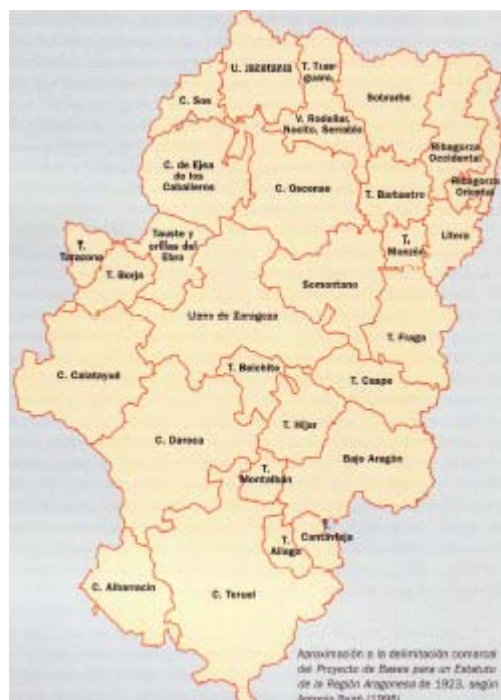 U. Jacetania
T.
Sobrarbe
C. Sos
V. Rodellar,
Nocito, Serrablo
Ribagorza
Occidental
Ribagorza
Oriental
C. de Ejea
de los
Caballeros
C. Oscense
T. Barbastro
Litera
T.
Monzón
T.
Tarazona
Tauste y
orillas del
Ebro
T. Borja
Somontano
Llano de Zaragoza
T. Fraga
C. Calatayud
T. Belchite
T. Caspe
T. Híjar
C. Daroca
Bajo Aragón
T.
Montalbán
T.
Cantavieja
T.
Aliaga
C. Albarracín
C. Teruel
Aproximación a la delimitación comarcal
del Proyecto de Bases para un Estatuto
de la Región Aragonesa de 1923, según
Antonio Peiró (1996)